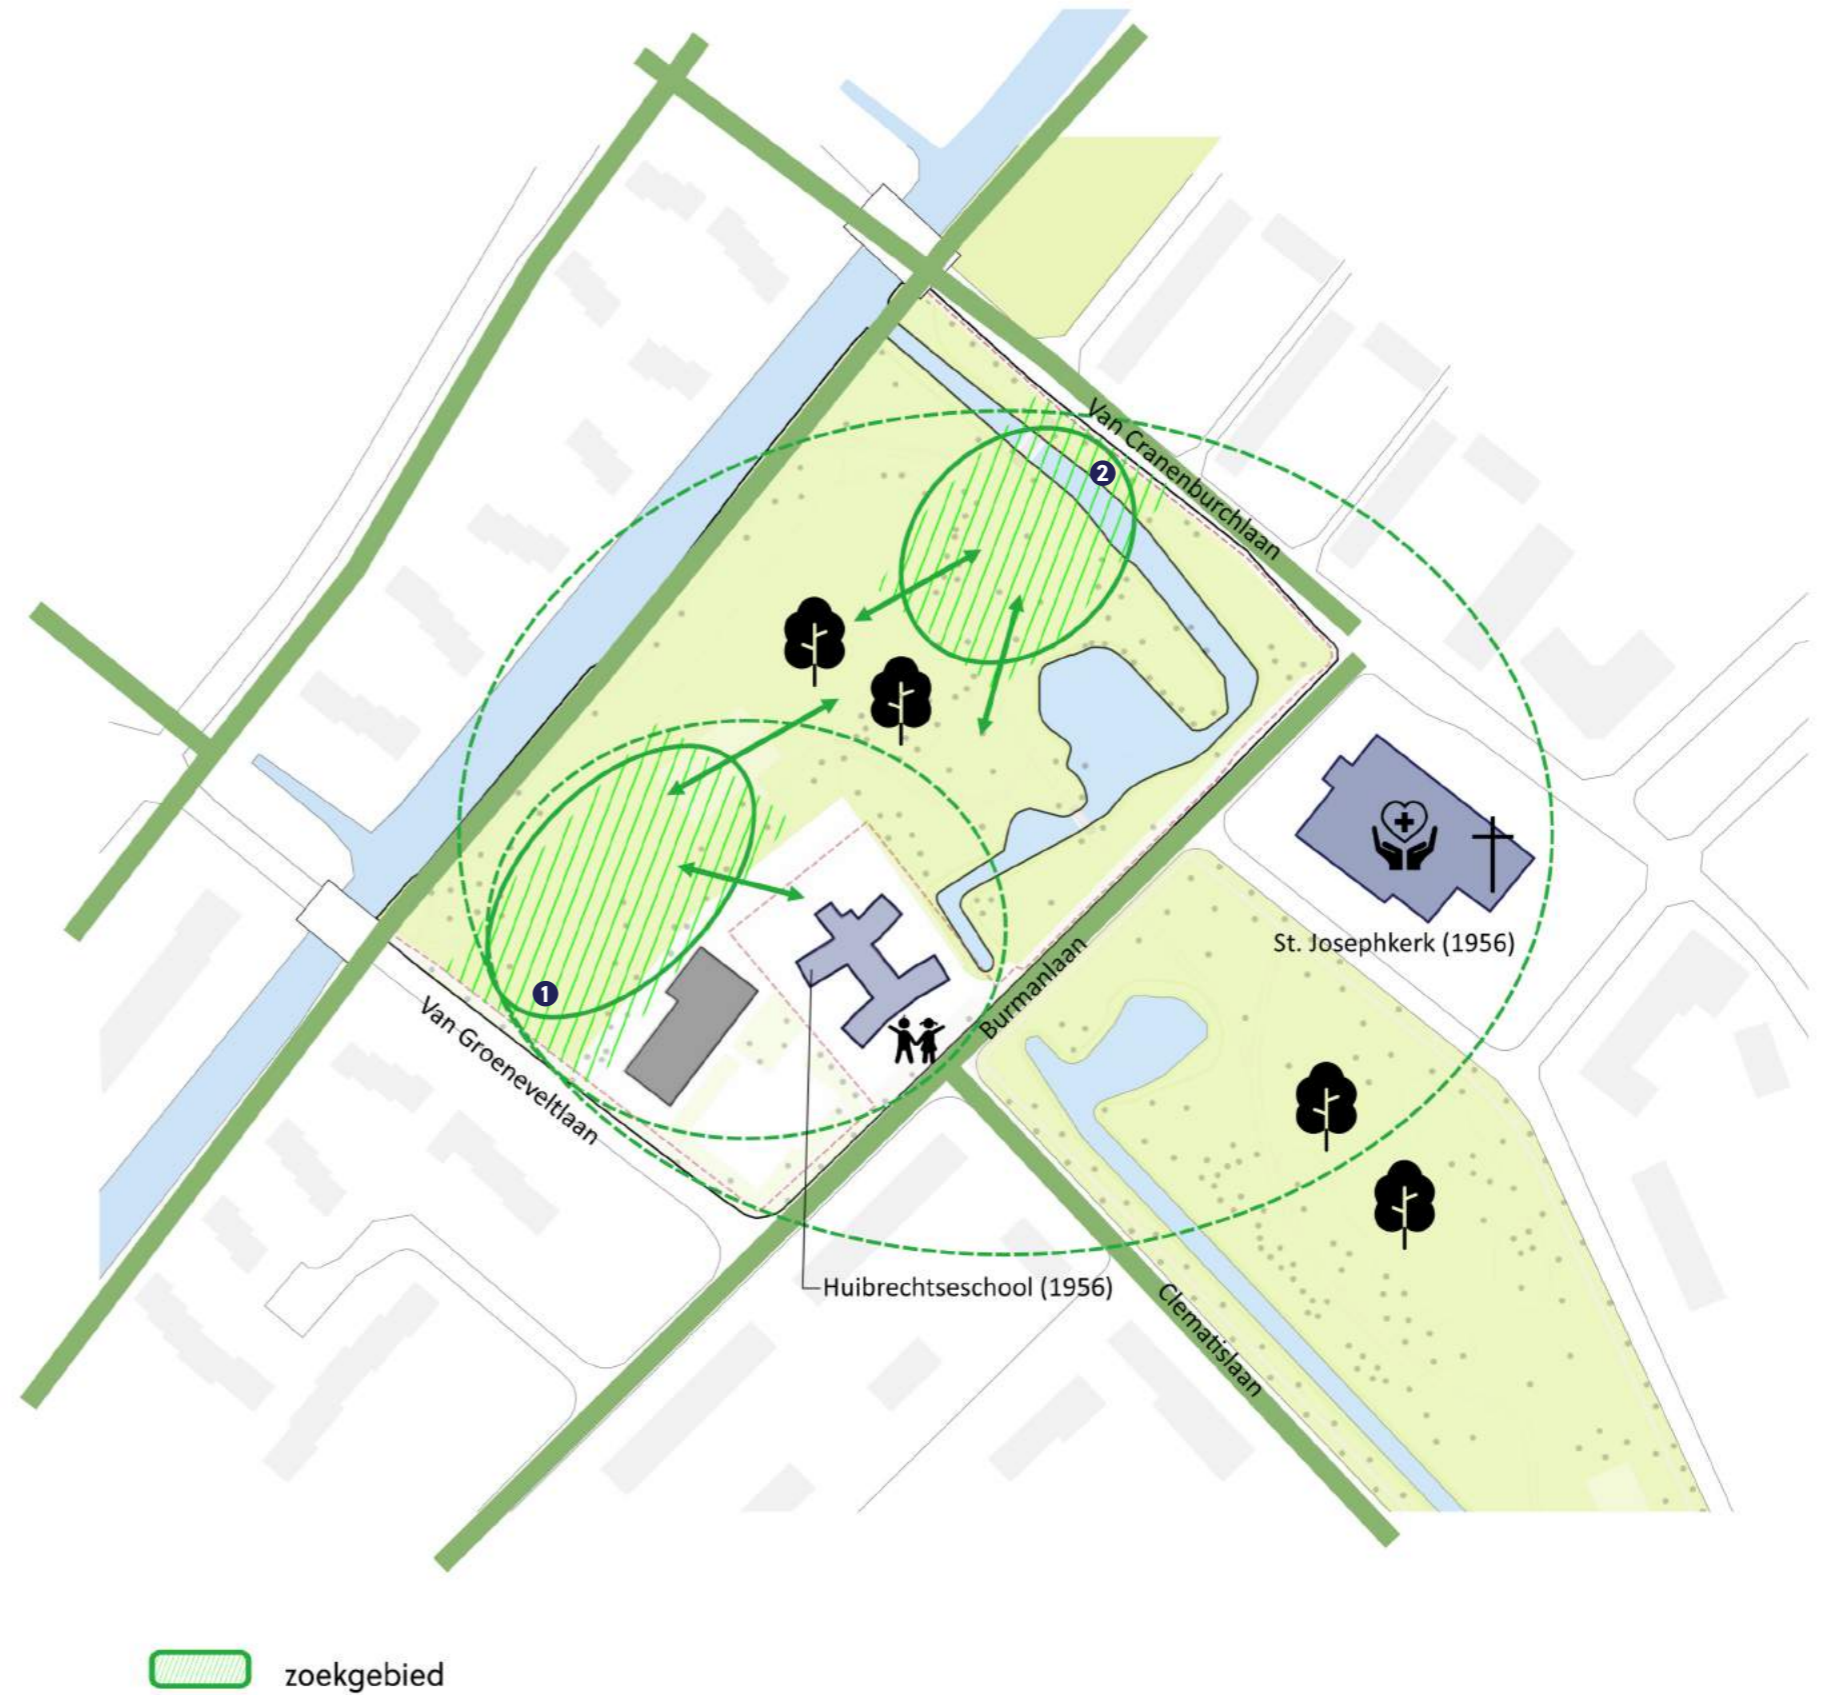 Van Cranenburchlaan
2
St. Josephkerk (1956)
1
Burmanlaan
Van Groeneveltlaan
Huibrechtseschool (1956)
Clematislaan
zoekgebied